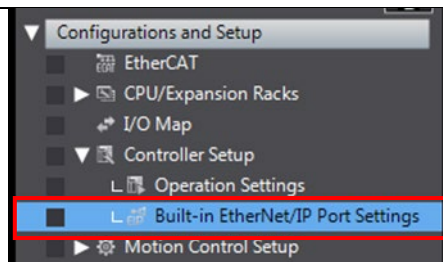 Configurations and Setup
EtherCAT
CPU/Expansion Racks
I/O Map
Controller Setup
Operation Settings
Built-in EtherNet/IP Port Settings
Motion Control Setup